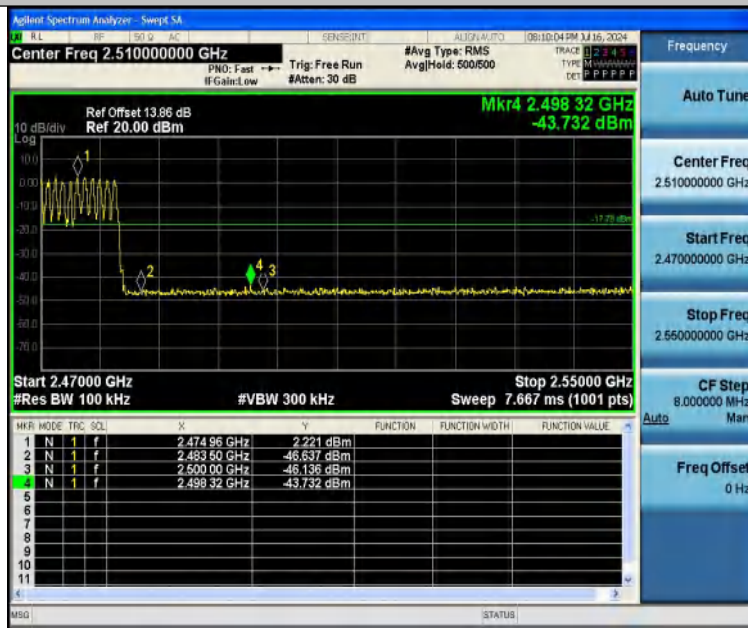 Agilent Spectrum Analyzer - Swept SA
RL RF 50 Ω AC SENSE:INT ALIGN AUTO 08:10:04 PM Jul 16, 2024
Center Freq 2.510000000 GHz
PNO: Fast
IFGain:Low
Trig: Free Run
#Atten: 30 dB
#Avg Type: RMS
Avg|Hold: 500/500
TRACE 1 2 3 4 5
TYPE M
DET P P P P P P
Frequency
Auto Tune
Center Freq
2.510000000 GHz
Start Freq
2.470000000 GHz
Stop Freq
2.550000000 GHz
CF Step
8.000000 MHz
Auto Man
Freq Offset
0 Hz
Mkr4 2.498 32 GHz
-43.732 dBm
Ref Offset 13.86 dB
10 dB/div Ref 20.00 dBm
Log
10.0
0.00
-20.0
-30.0
-40.0
-50.0
-60.0
-70.0
1
2
4
3
Start 2.47000 GHz Stop 2.55000 GHz
#Res BW 100 kHz #VBW 300 kHz Sweep 7.667 ms (1001 pts)
MKR MODE TRC SCL X Y FUNCTION FUNCTION WIDTH FUNCTION VALUE
1 N 1 f 2.474 96 GHz 2.221 dBm
2 N 1 f 2.483 50 GHz -46.637 dBm
3 N 1 f 2.500 00 GHz -46.136 dBm
4 N 1 f 2.498 32 GHz -43.732 dBm
5
6
7
8
9
10
11
MSG STATUS